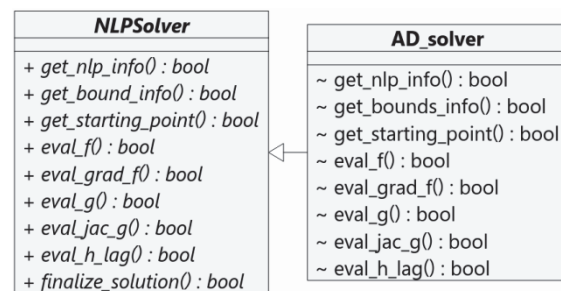 NLPSolver
+ get_nlp_info() : bool
+ get_bound_info() : bool
+ get_starting_point() : bool
+ eval_f() : bool
+ eval_grad_f() : bool
+ eval_g() : bool
+ eval_jac_g() : bool
+ eval_h_lag() : bool
+ finalize_solution() : bool
AD_solver
~ get_nlp_info() : bool
~ get_bounds_info() : bool
~ get_starting_point() : bool
~ eval_f() : bool
~ eval_grad_f() : bool
~ eval_g() : bool
~ eval_jac_g() : bool
~ eval_h_lag() : bool